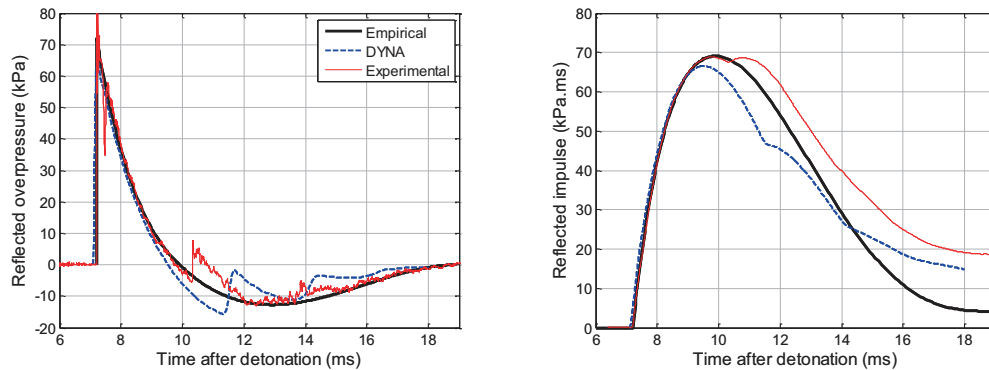 80
70
60
50
40
30
20
10
0
-10
-20
Reflected overpressure (kPa)
Empirical
DYNA
Experimental
6 8 10 12 14 16 18
Time after detonation (ms)
80
70
60
50
40
30
20
10
0
Reflected impulse (kPa.ms)
6 8 10 12 14 16 18
Time after detonation (ms)